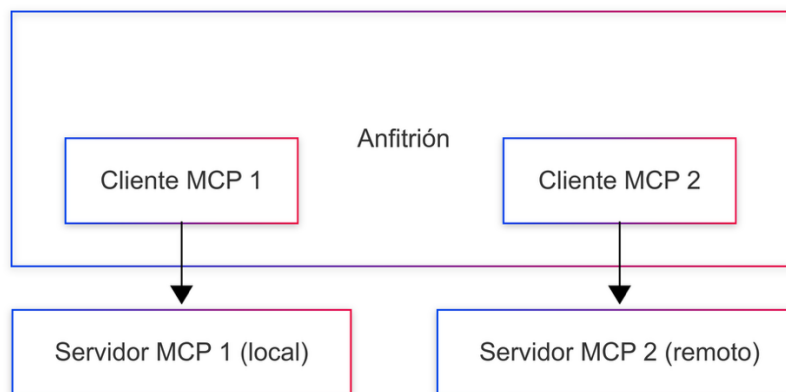 Anfitrión
Cliente MCP 1
Cliente MCP 2
Servidor MCP 1 (local)
Servidor MCP 2 (remoto)